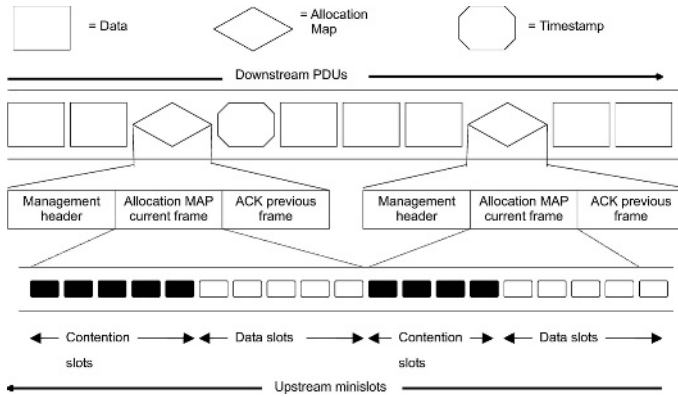 = Data
= Allocation
Map
= Timestamp
Downstream PDUs
Management
header
Allocation MAP
current frame
ACK previous
frame
Management
header
Allocation MAP
current frame
ACK previous
frame
Contention
slots
Data slots
Contention
slots
Data slots
Upstream minislots